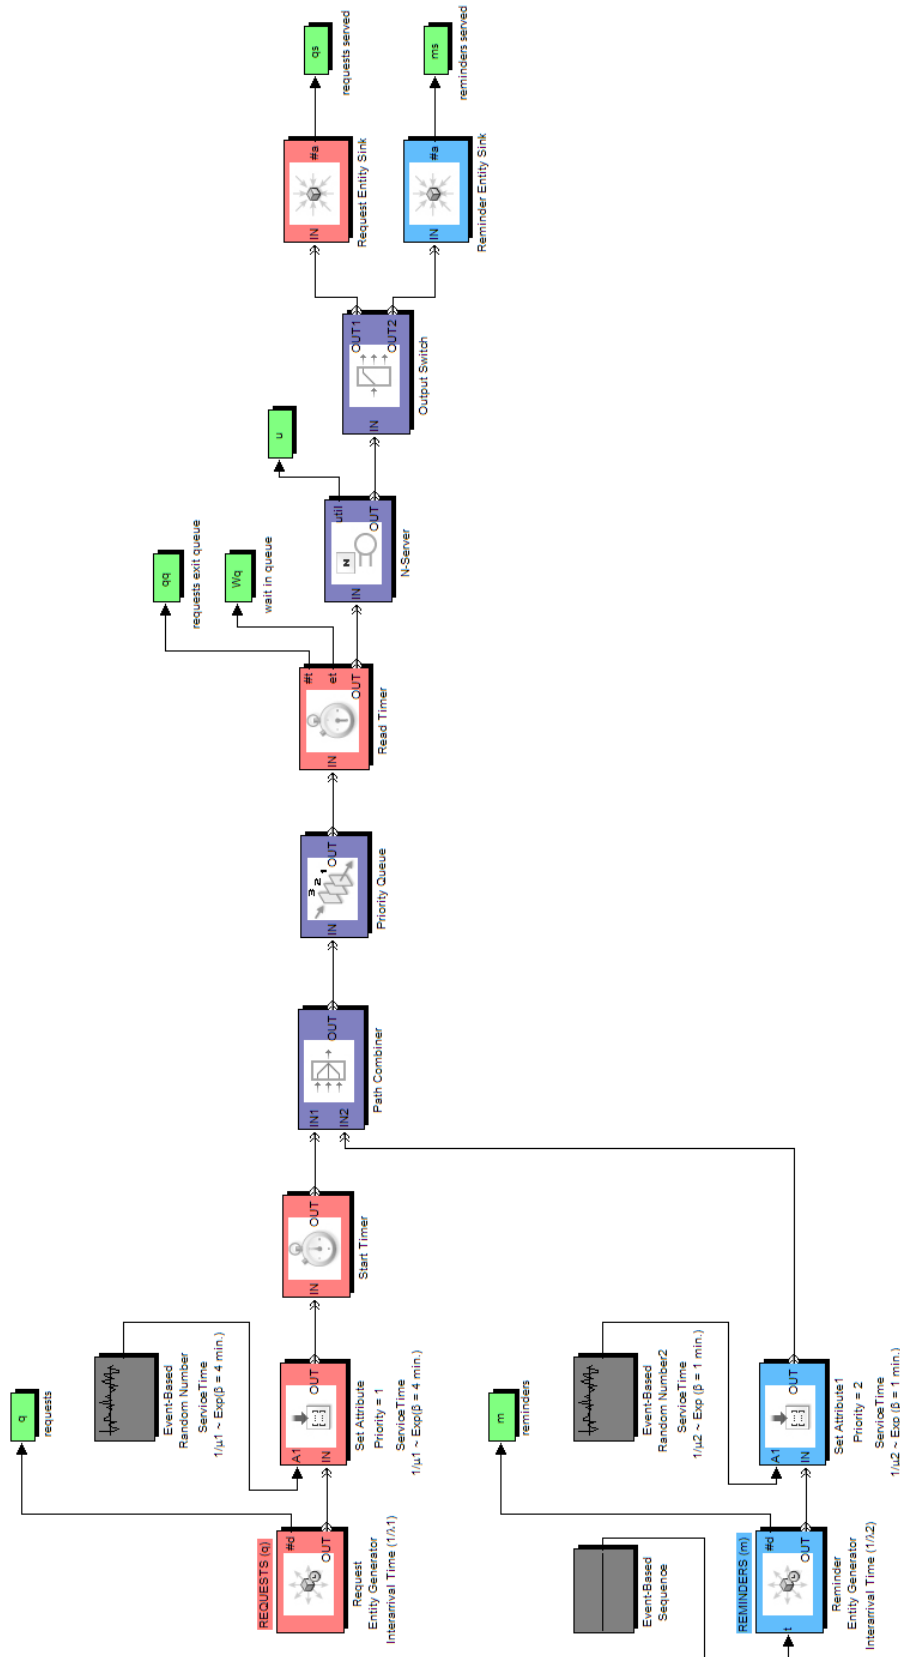 REQUESTS (q)
#d
OUT
Request
Entity Generator
Interarrival Time (1/λ1)
q
requests
Event-Based
Random Number
ServiceTime
1/μ1 ~ Exp(β = 4 min.)
A1
IN
OUT
Set Attribute
Priority = 1
ServiceTime
1/μ1 ~ Exp(β = 4 min.)
IN
OUT
Start Timer
IN1
IN2
OUT
Path Combiner
IN
OUT
3 2 1
Priority Queue
IN
#t
et
OUT
Read Timer
qq
requests exit queue
Wq
wait in queue
IN
N
util
OUT
N-Server
u
IN
OUT1
OUT2
Output Switch
IN
#a
Request Entity Sink
qs
requests served
IN
#a
Reminder Entity Sink
ms
reminders served
Event-Based
Sequence
REMINDERS (m)
t
#d
OUT
Reminder
Entity Generator
Interarrival Time (1/λ2)
m
reminders
Event-Based
Random Number2
ServiceTime
1/μ2 ~ Exp (β = 1 min.)
A1
IN
OUT
Set Attribute1
Priority = 2
ServiceTime
1/μ2 ~ Exp (β = 1 min.)